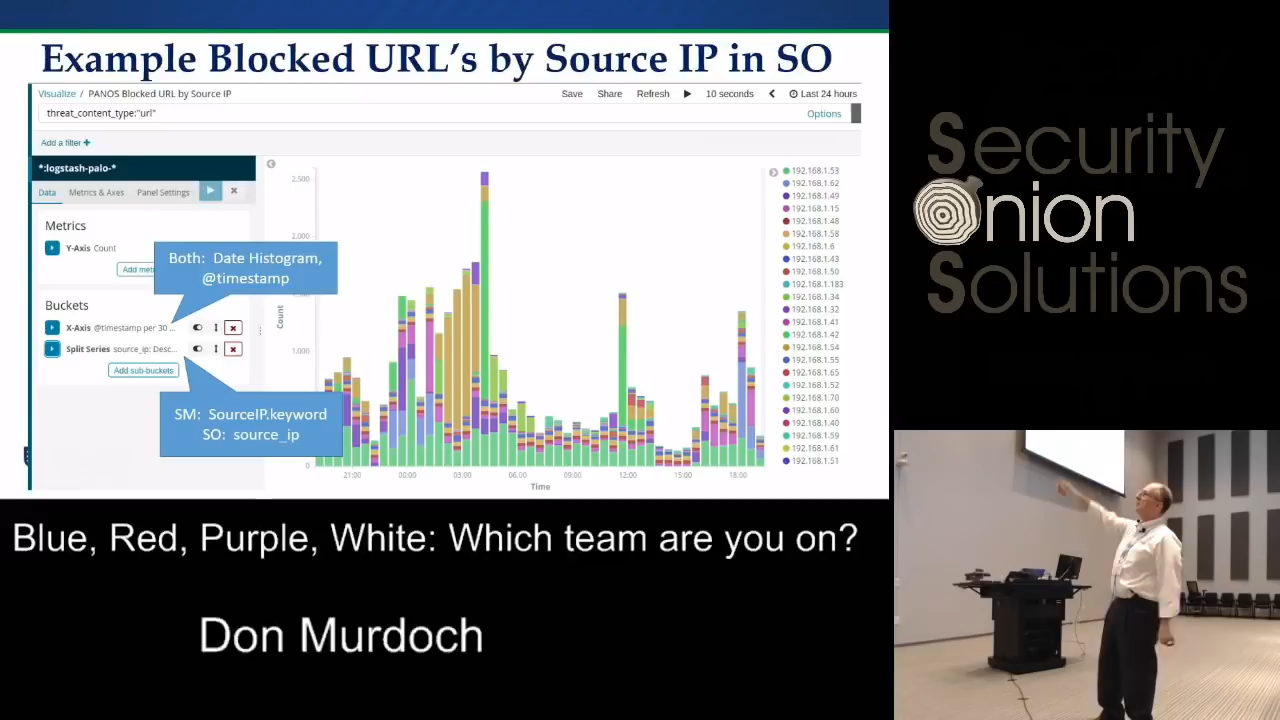 Example Blocked URL's by Source IP in SO
Visualize / PANOS Blocked URL by Source IP
Save Share Refresh 10 seconds Last 24 hours
threat_content_type:"url"
Options
Add a filter +
*:logstash-palo-*
Data Metrics & Axes Panel Settings
Metrics
Y-Axis Count
Add met
Both: Date Histogram,
@timestamp
Buckets
X-Axis @timestamp per 30 ...
Split Series source_ip: Desc...
Add sub-buckets
SM: SourceIP.keyword
SO: source_ip
2,500
2,000
1,000
0
Count
21:00 00:00 03:00 06:00 09:00 12:00 15:00 18:00
Time
192.168.1.53
192.168.1.62
192.168.1.49
192.168.1.15
192.168.1.48
192.168.1.58
192.168.1.6
192.168.1.43
192.168.1.50
192.168.1.183
192.168.1.34
192.168.1.32
192.168.1.41
192.168.1.42
192.168.1.54
192.168.1.55
192.168.1.65
192.168.1.52
192.168.1.70
192.168.1.60
192.168.1.40
192.168.1.59
192.168.1.61
192.168.1.51
Security
Onion
Solutions
Blue, Red, Purple, White: Which team are you on?
Don Murdoch